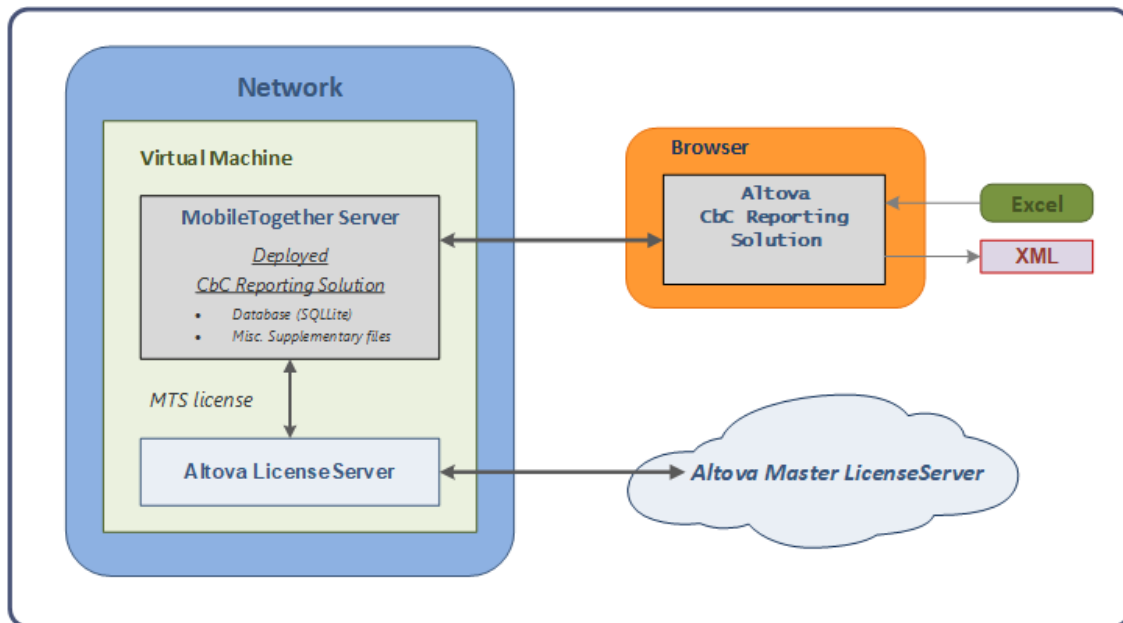 Network
Virtual Machine
MobileTogether Server
Deployed
CbC Reporting Solution
• Database (SQLLite)
• Misc. Supplementary files
MTS license
Altova LicenseServer
Browser
Altova
CbC Reporting
Solution
Excel
XML
Altova Master LicenseServer